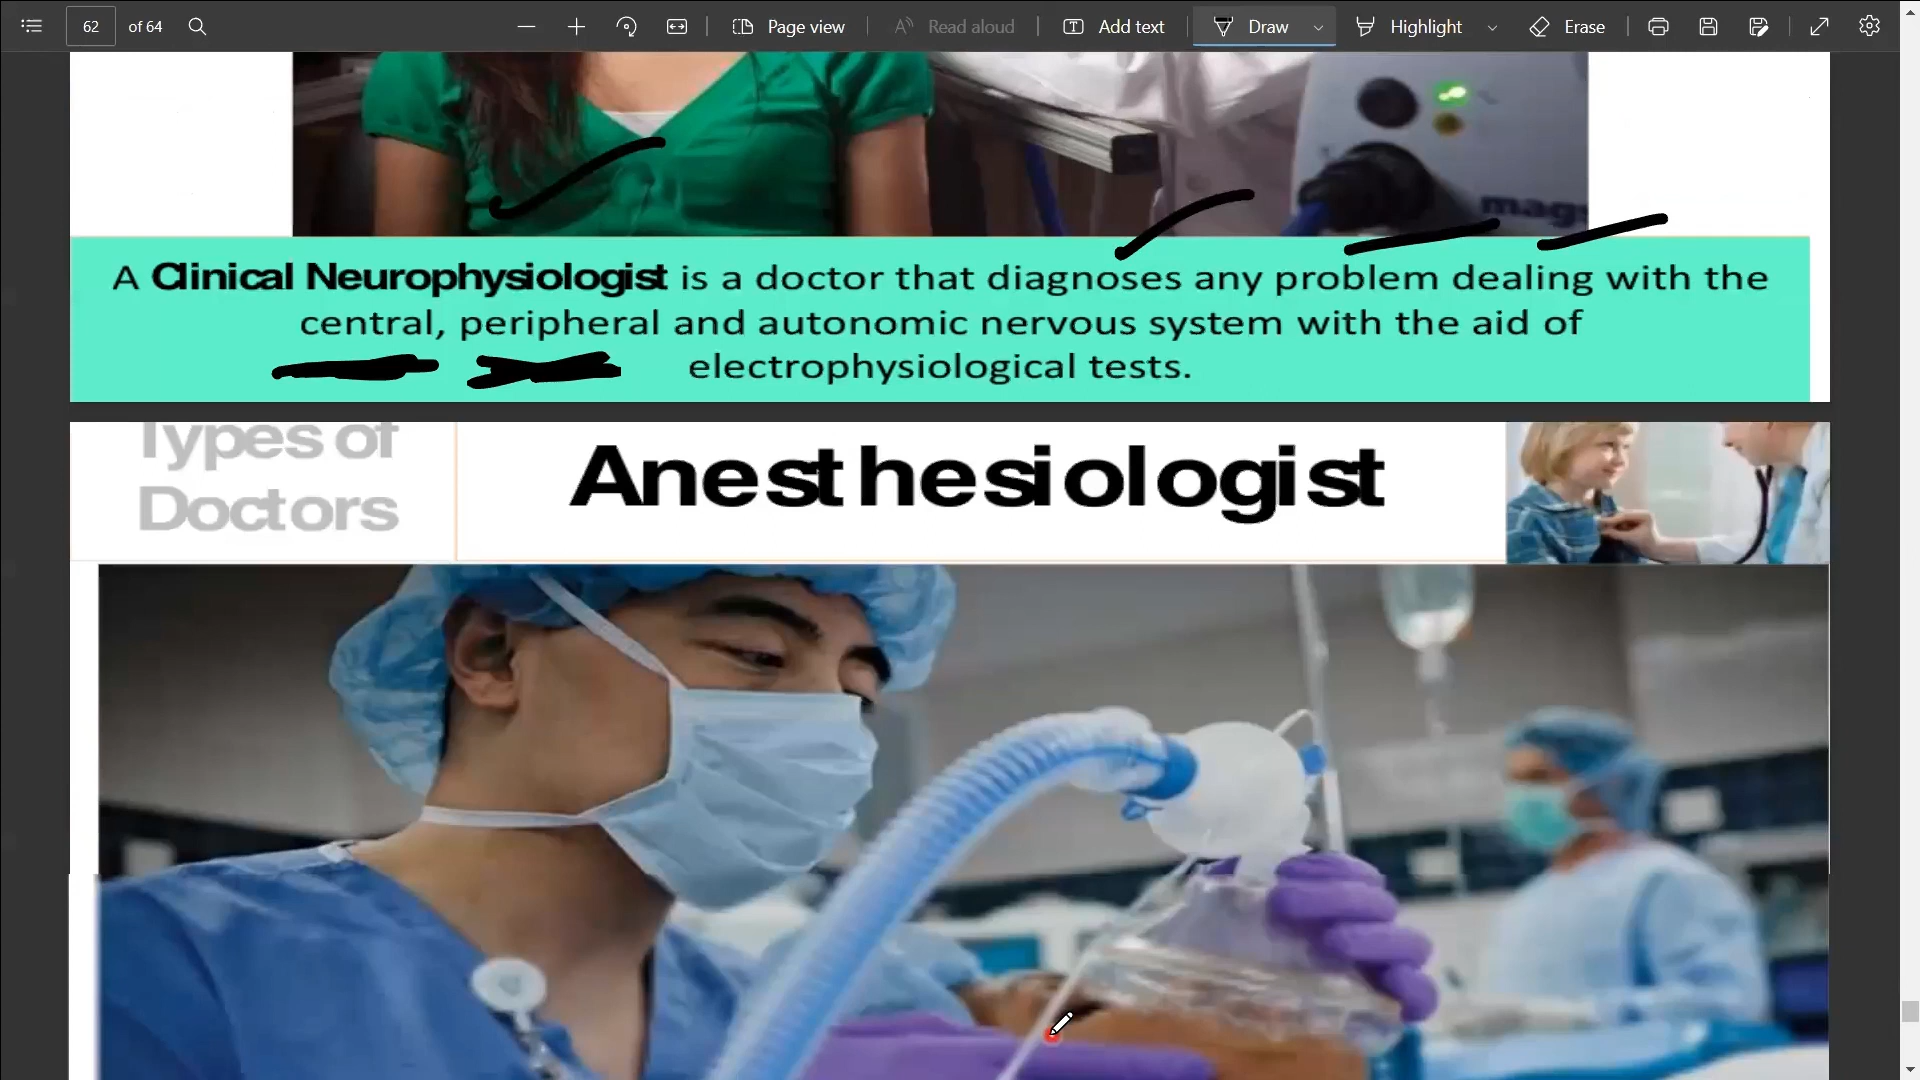 62 of 64 Page view Read aloud Add text Draw Highlight Erase
mags
A Clinical Neurophysiologist is a doctor that diagnoses any problem dealing with the
central, peripheral and autonomic nervous system with the aid of
electrophysiological tests.
Types of
Doctors
Anesthesiologist